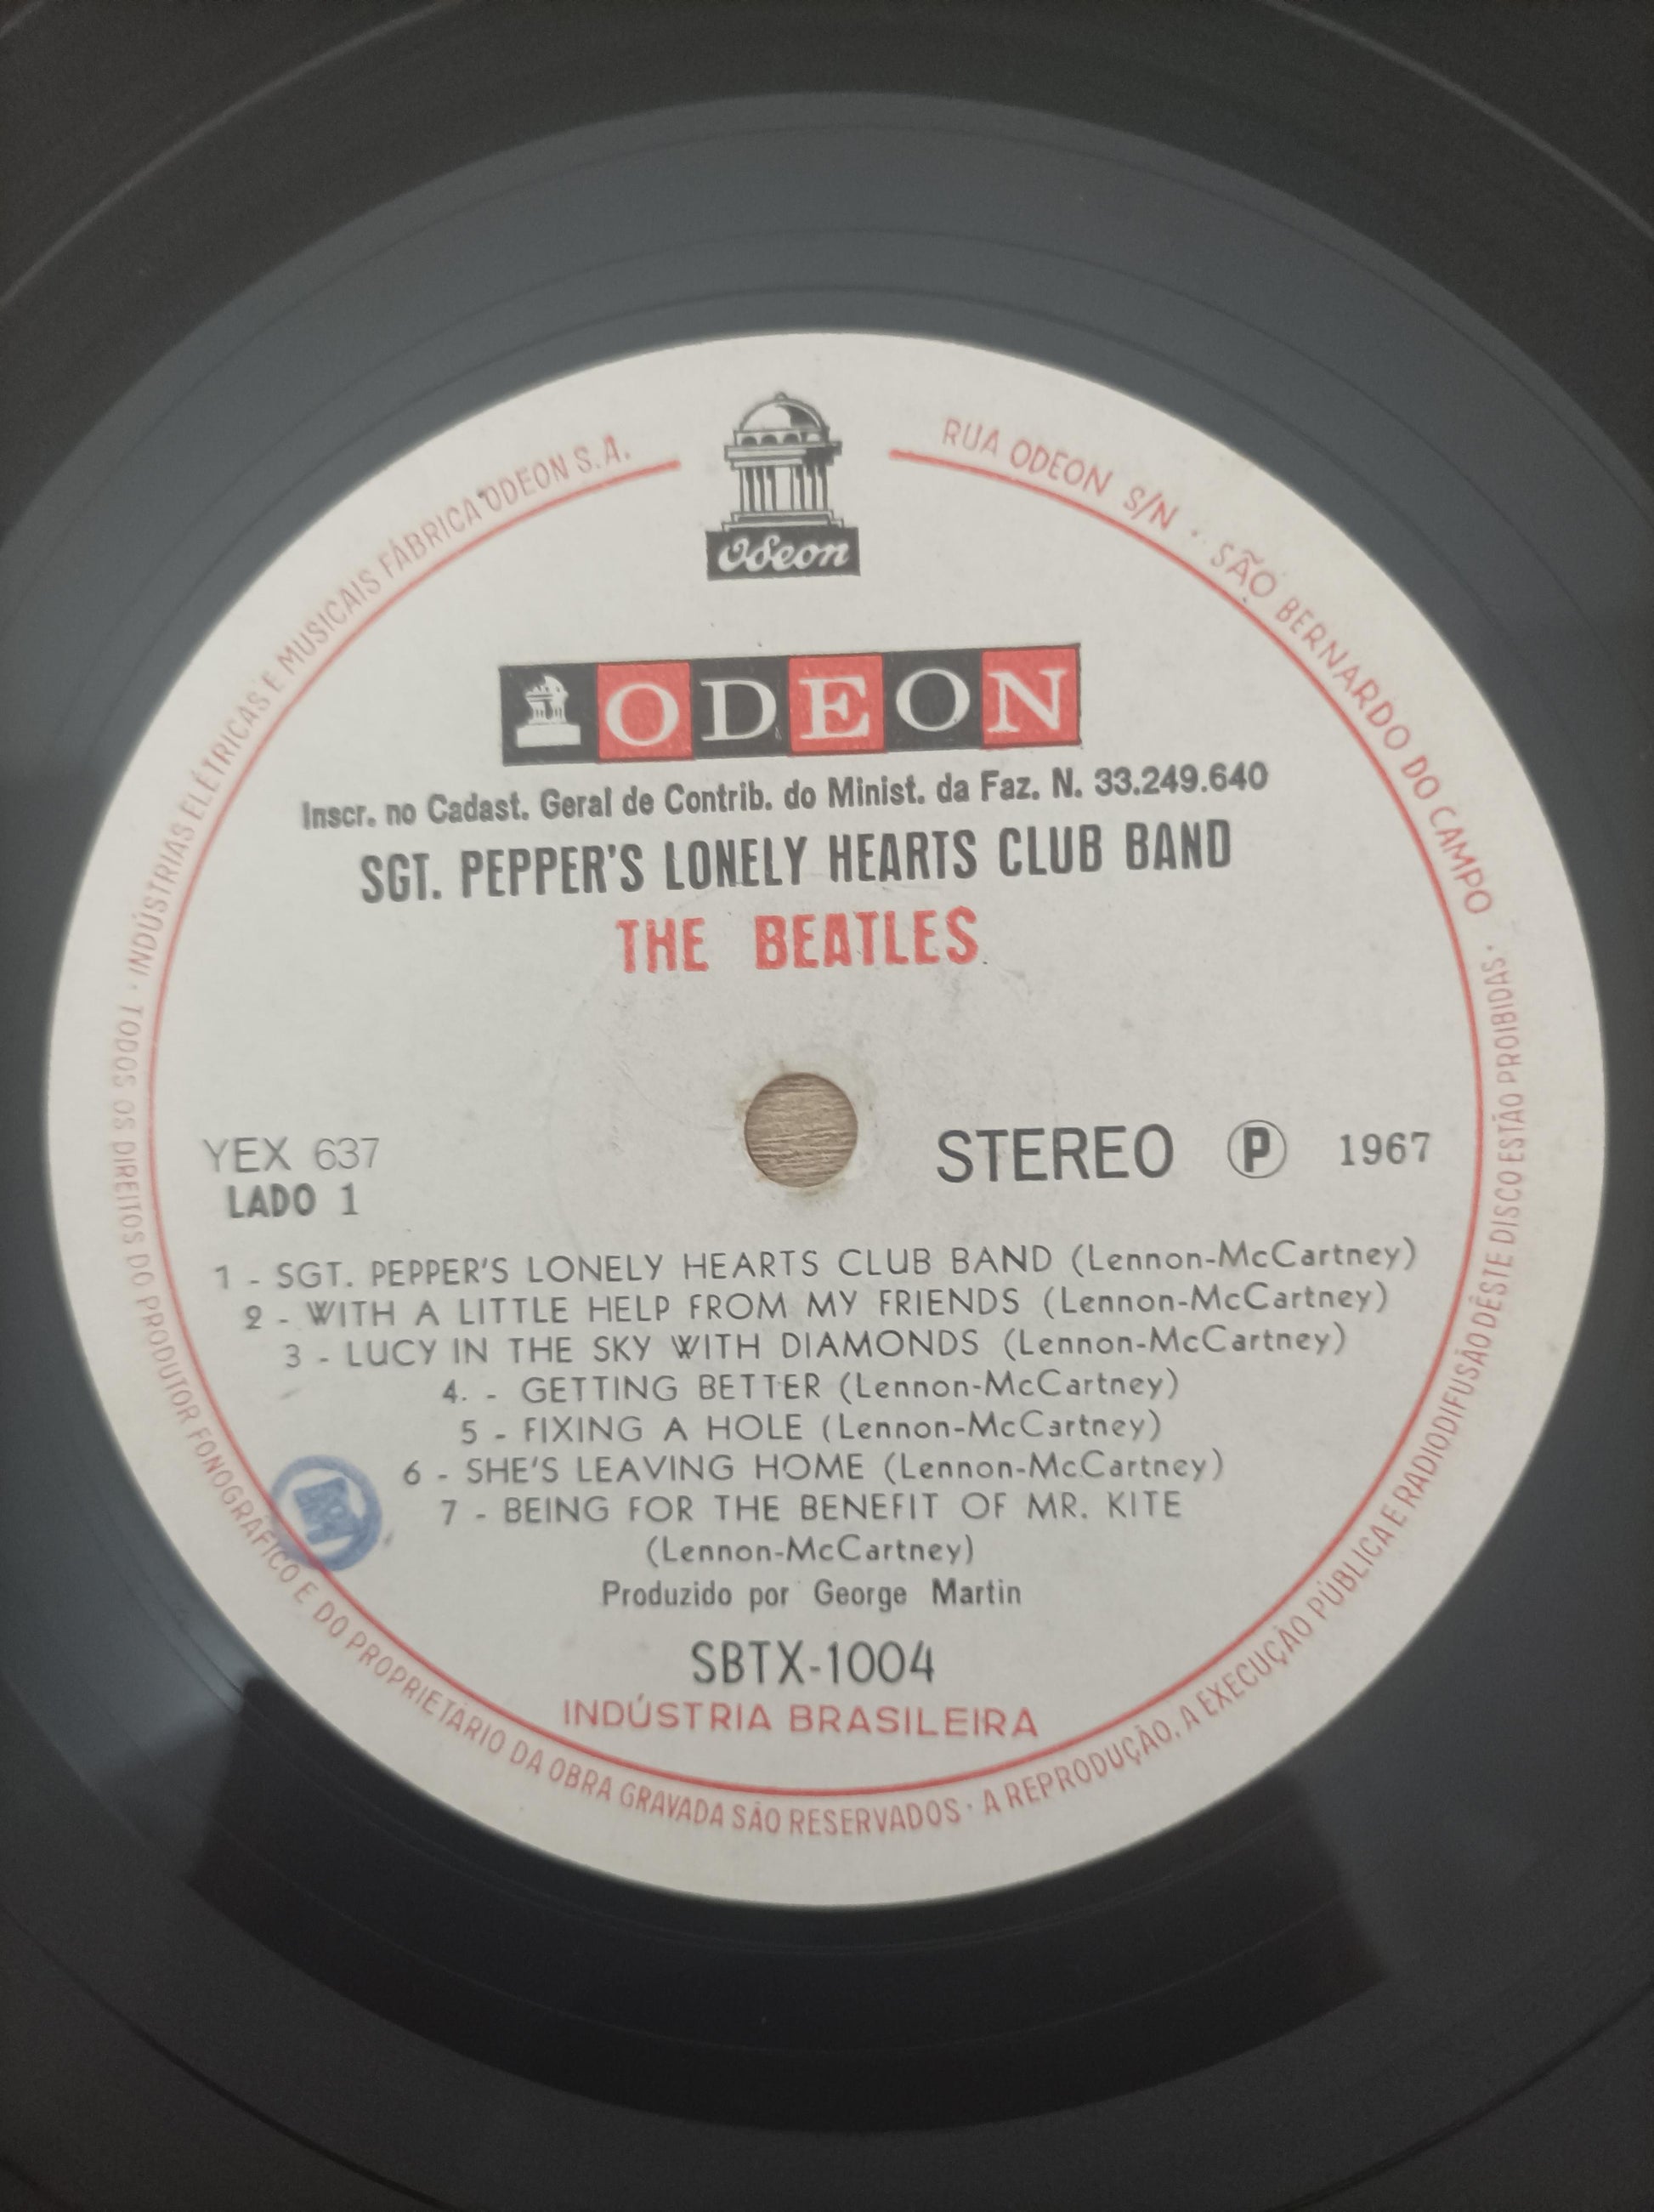 Odeon
ODEON
Inscr. no Cadast. Geral de Contrib. do Minist. da Faz. N. 33.249.640
SGT. PEPPER'S LONELY HEARTS CLUB BAND
THE BEATLES
YEX 637
LADO 1
STEREO Ⓟ 1967
1 - SGT. PEPPER'S LONELY HEARTS CLUB BAND (Lennon-McCartney)
2 - WITH A LITTLE HELP FROM MY FRIENDS (Lennon-McCartney)
3 - LUCY IN THE SKY WITH DIAMONDS (Lennon-McCartney)
4. - GETTING BETTER (Lennon-McCartney)
5 - FIXING A HOLE (Lennon-McCartney)
6 - SHE'S LEAVING HOME (Lennon-McCartney)
7 - BEING FOR THE BENEFIT OF MR. KITE
(Lennon-McCartney)
Produzido por George Martin
SBTX-1004
INDÚSTRIA BRASILEIRA
INDÚSTRIAS ELÉTRICAS E MUSICAIS FÁBRICA ODEON S.A.
RUA ODEON S/N · SÃO BERNARDO DO CAMPO
· TODOS OS DIREITOS DO PRODUTOR FONOGRÁFICO E DO PROPRIETÁRIO DA OBRA GRAVADA SÃO RESERVADOS · A REPRODUÇÃO, A EXECUÇÃO PÚBLICA E RADIODIFUSÃO DÊSTE DISCO ESTÃO PROIBIDAS ·